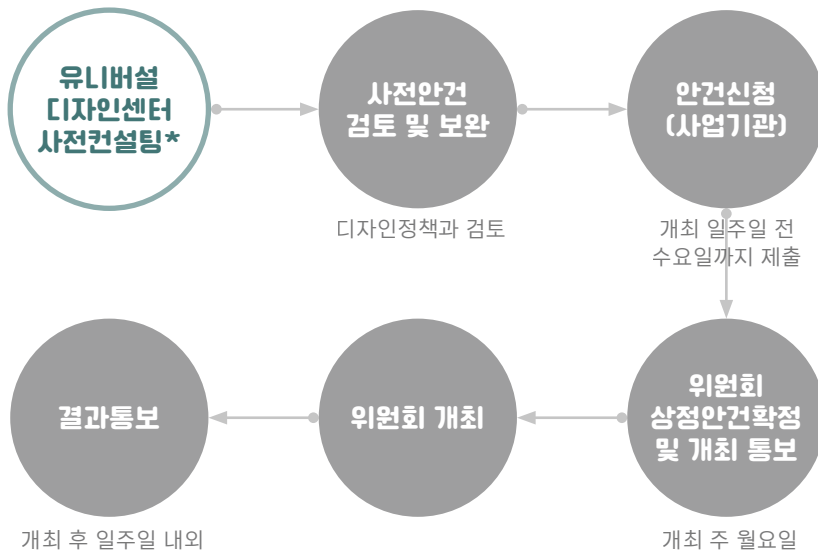 유니버설
디자인센터
사전컨설팅*
사전안건
검토 및 보완
디자인정책과 검토
안건신청
(사업기관)
개최 일주일 전
수요일까지 제출
위원회
상정안건확정
및 개최 통보
개최 주 월요일
위원회 개최
결과통보
개최 후 일주일 내외